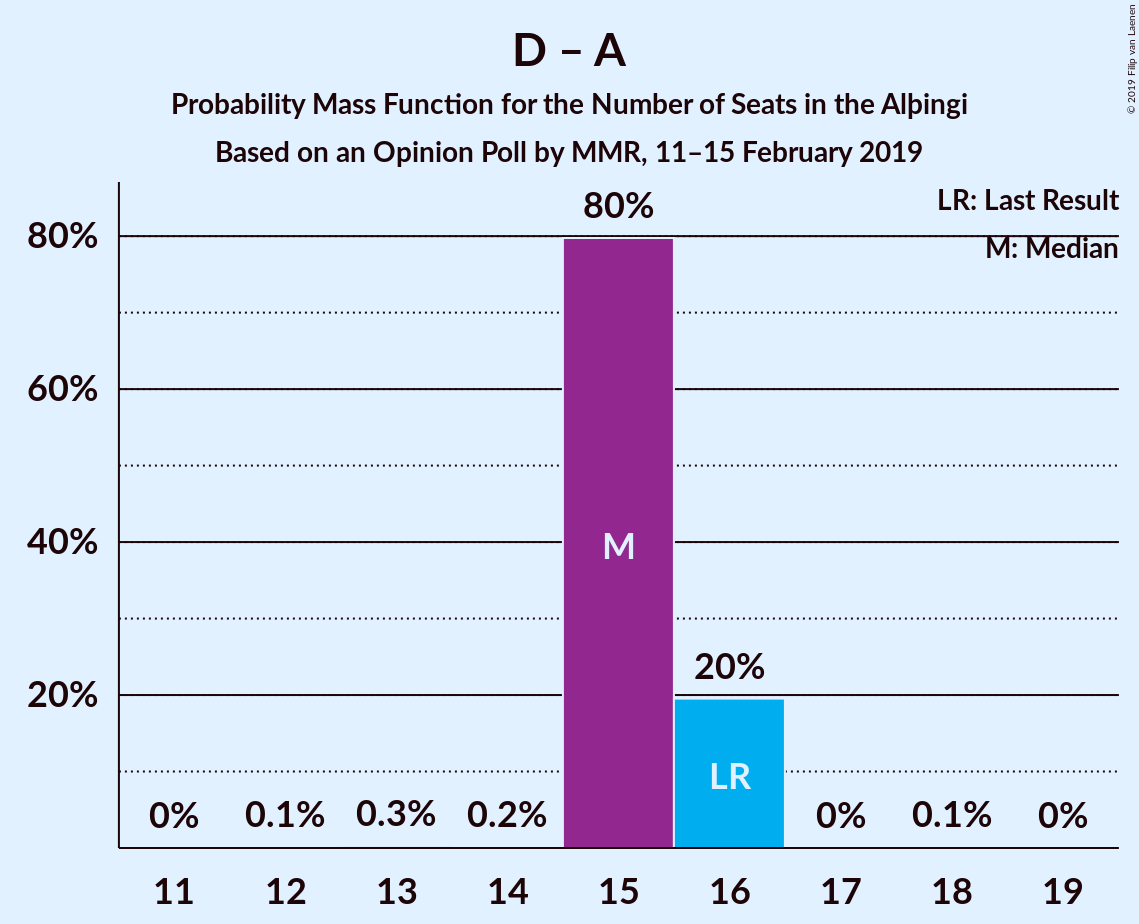 D – A
Probability Mass Function for the Number of Seats in the Alþingi
Based on an Opinion Poll by MMR, 11–15 February 2019
© 2019 Filip van Laenen
LR: Last Result
M: Median
80%
60%
40%
20%
0%
0.1%
0.3%
0.2%
80%
M
20%
LR
0%
0.1%
0%
11 12 13 14 15 16 17 18 19